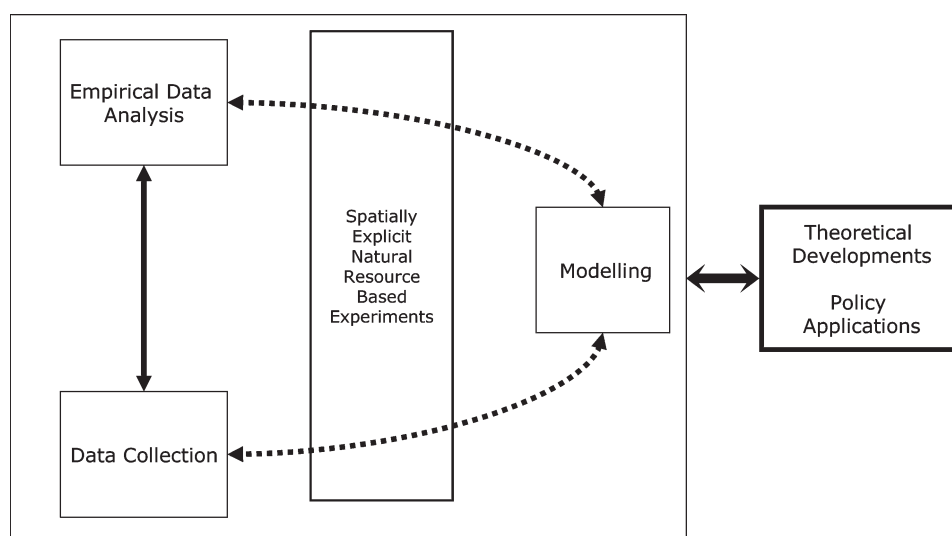 Empirical Data
Analysis
Spatially
Explicit
Natural
Resource
Based
Experiments
Modelling
Theoretical
Developments
Policy
Applications
Data Collection